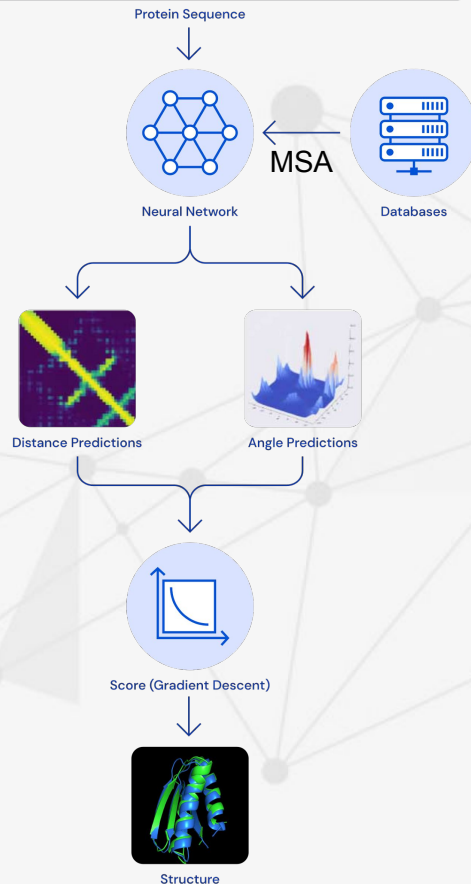 Protein Sequence
MSA
Neural Network
Databases
Distance Predictions
Angle Predictions
Score (Gradient Descent)
Structure